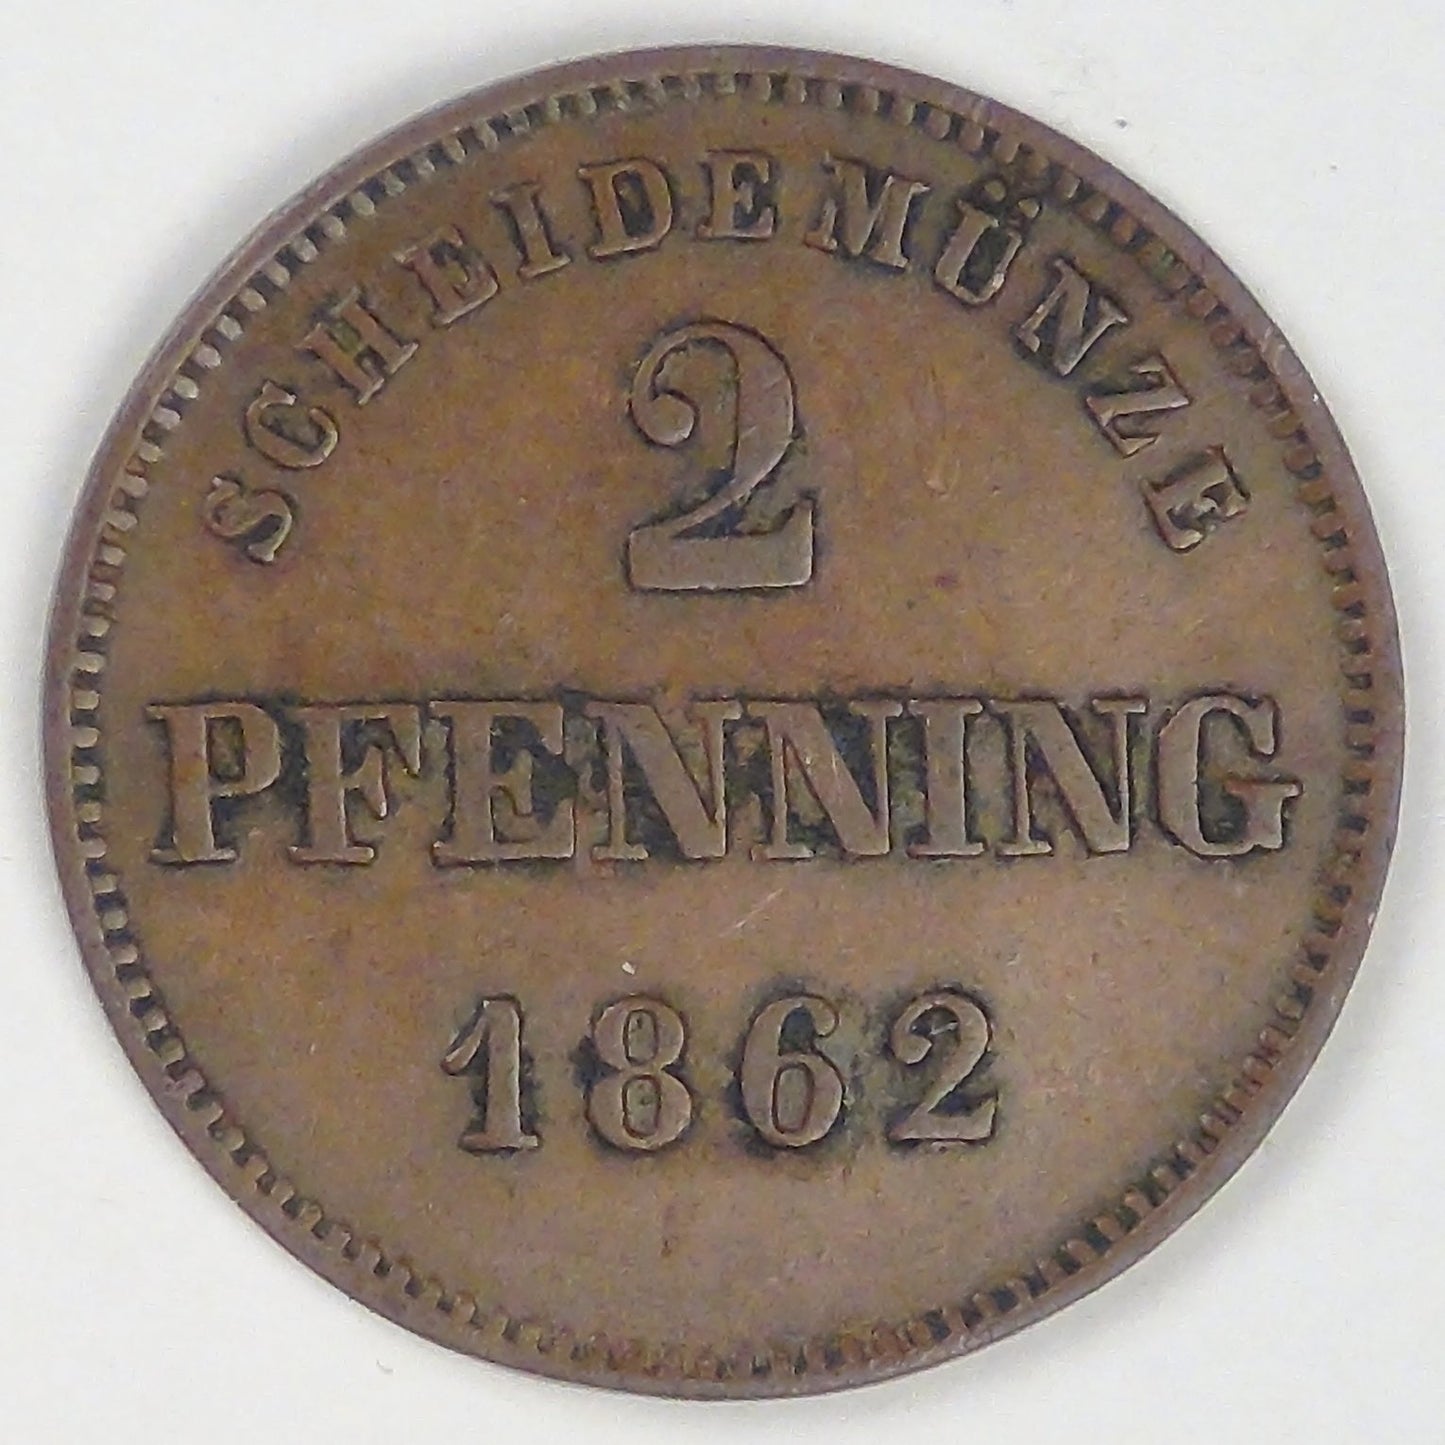 SCHEIDEMÜNZE
2
PFENNING
1862